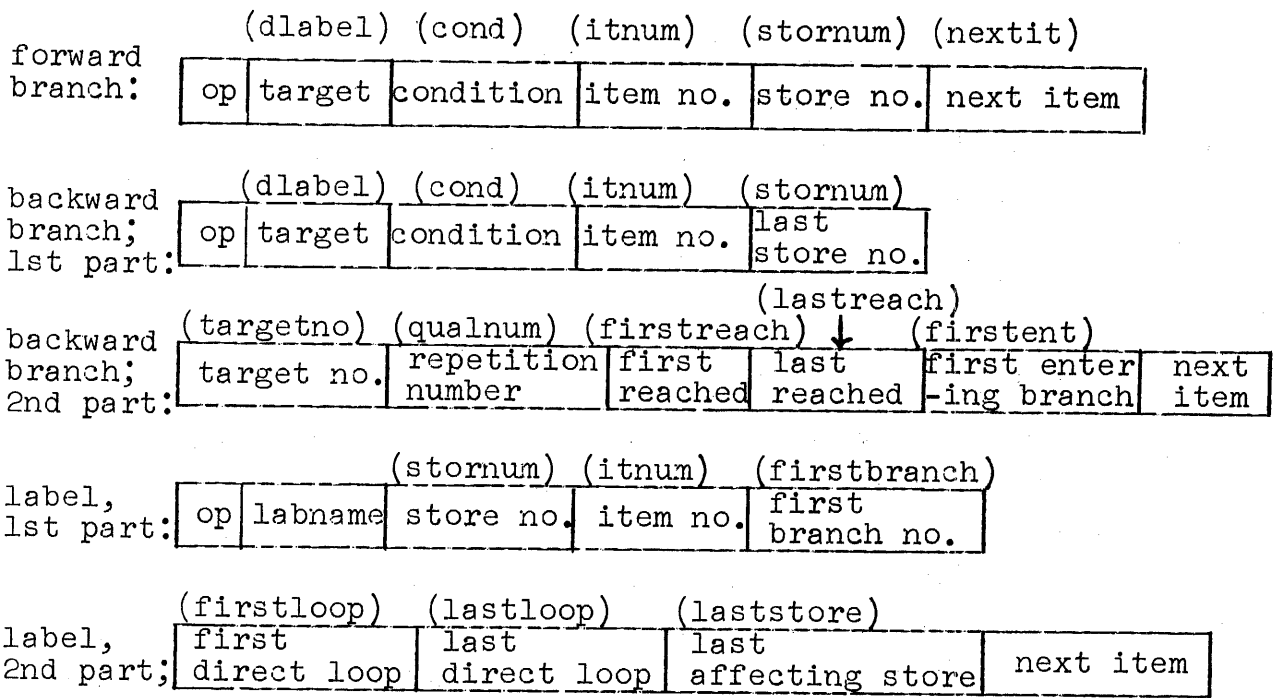 (dlabel) (cond) (itnum) (stornum) (nextit)
forward
branch: op target condition item no. store no. next item
(dlabel) (cond) (itnum) (stornum)
backward
branch; op target condition item no. last
1st part: store no.
(lastreach)
(targetno) (qualnum) (firstreach) ↓ (firstent)
backward repetition first last first enter
branch; target no. number reached reached -ing branch next
2nd part: item
(stornum) (itnum) (firstbranch)
label, op labname store no. item no. first
1st part: branch no.
(firstloop) (lastloop) (laststore)
label, first last last next item
2nd part; direct loop direct loop affecting store